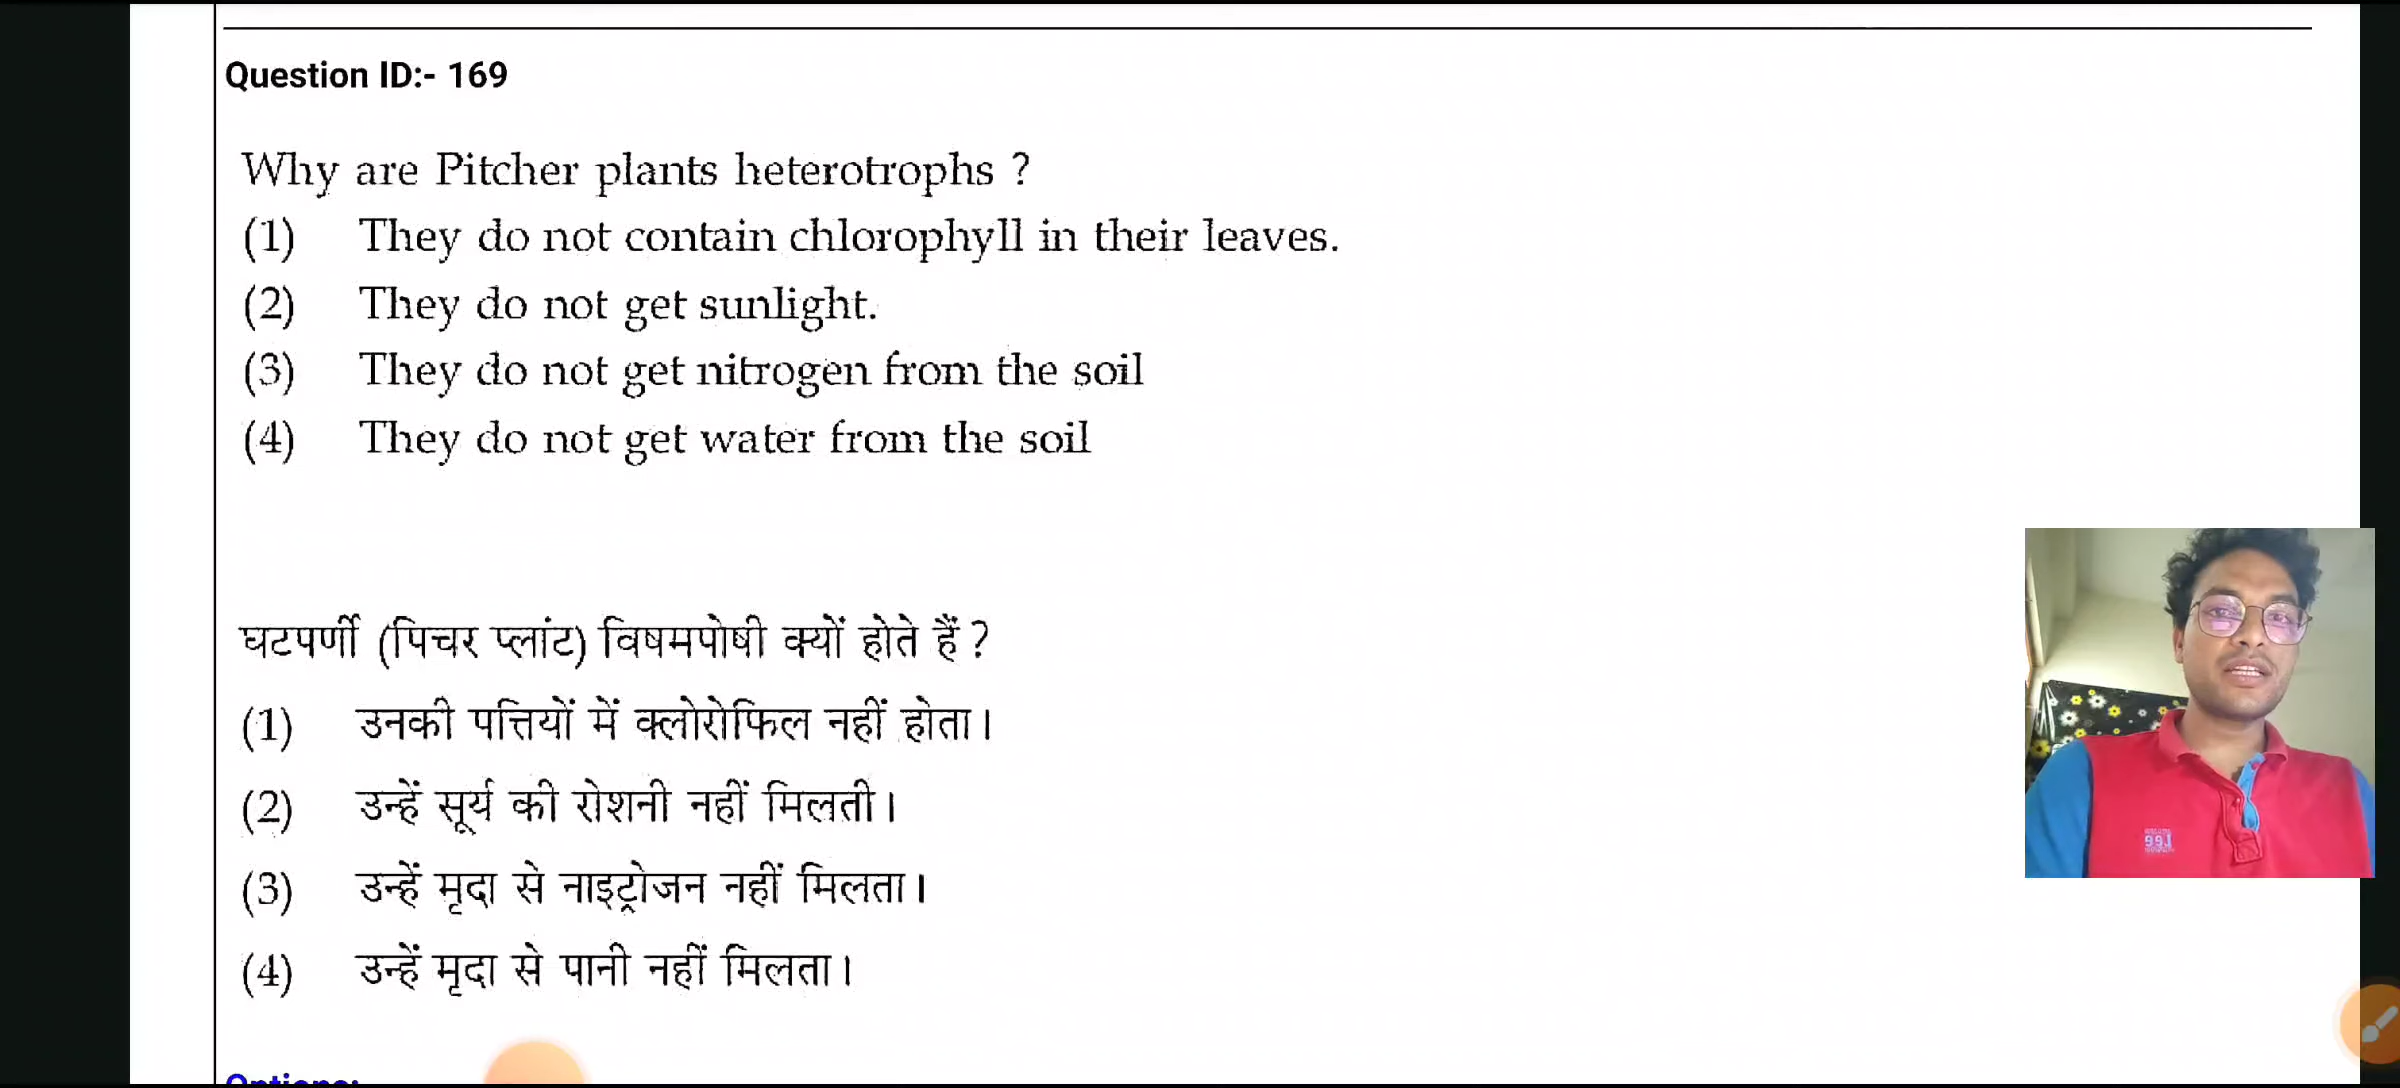 Question ID:- 169
Why are Pitcher plants heterotrophs ?
(1) They do not contain chlorophyll in their leaves.
(2) They do not get sunlight.
(3) They do not get nitrogen from the soil
(4) They do not get water from the soil
घटपर्णी (पिचर प्लांट) विषमपोषी क्यों होते हैं ?
(1) उनकी पत्तियों में क्लोरोफिल नहीं होता।
(2) उन्हें सूर्य की रोशनी नहीं मिलती।
(3) उन्हें मृदा से नाइट्रोजन नहीं मिलता।
(4) उन्हें मृदा से पानी नहीं मिलता।